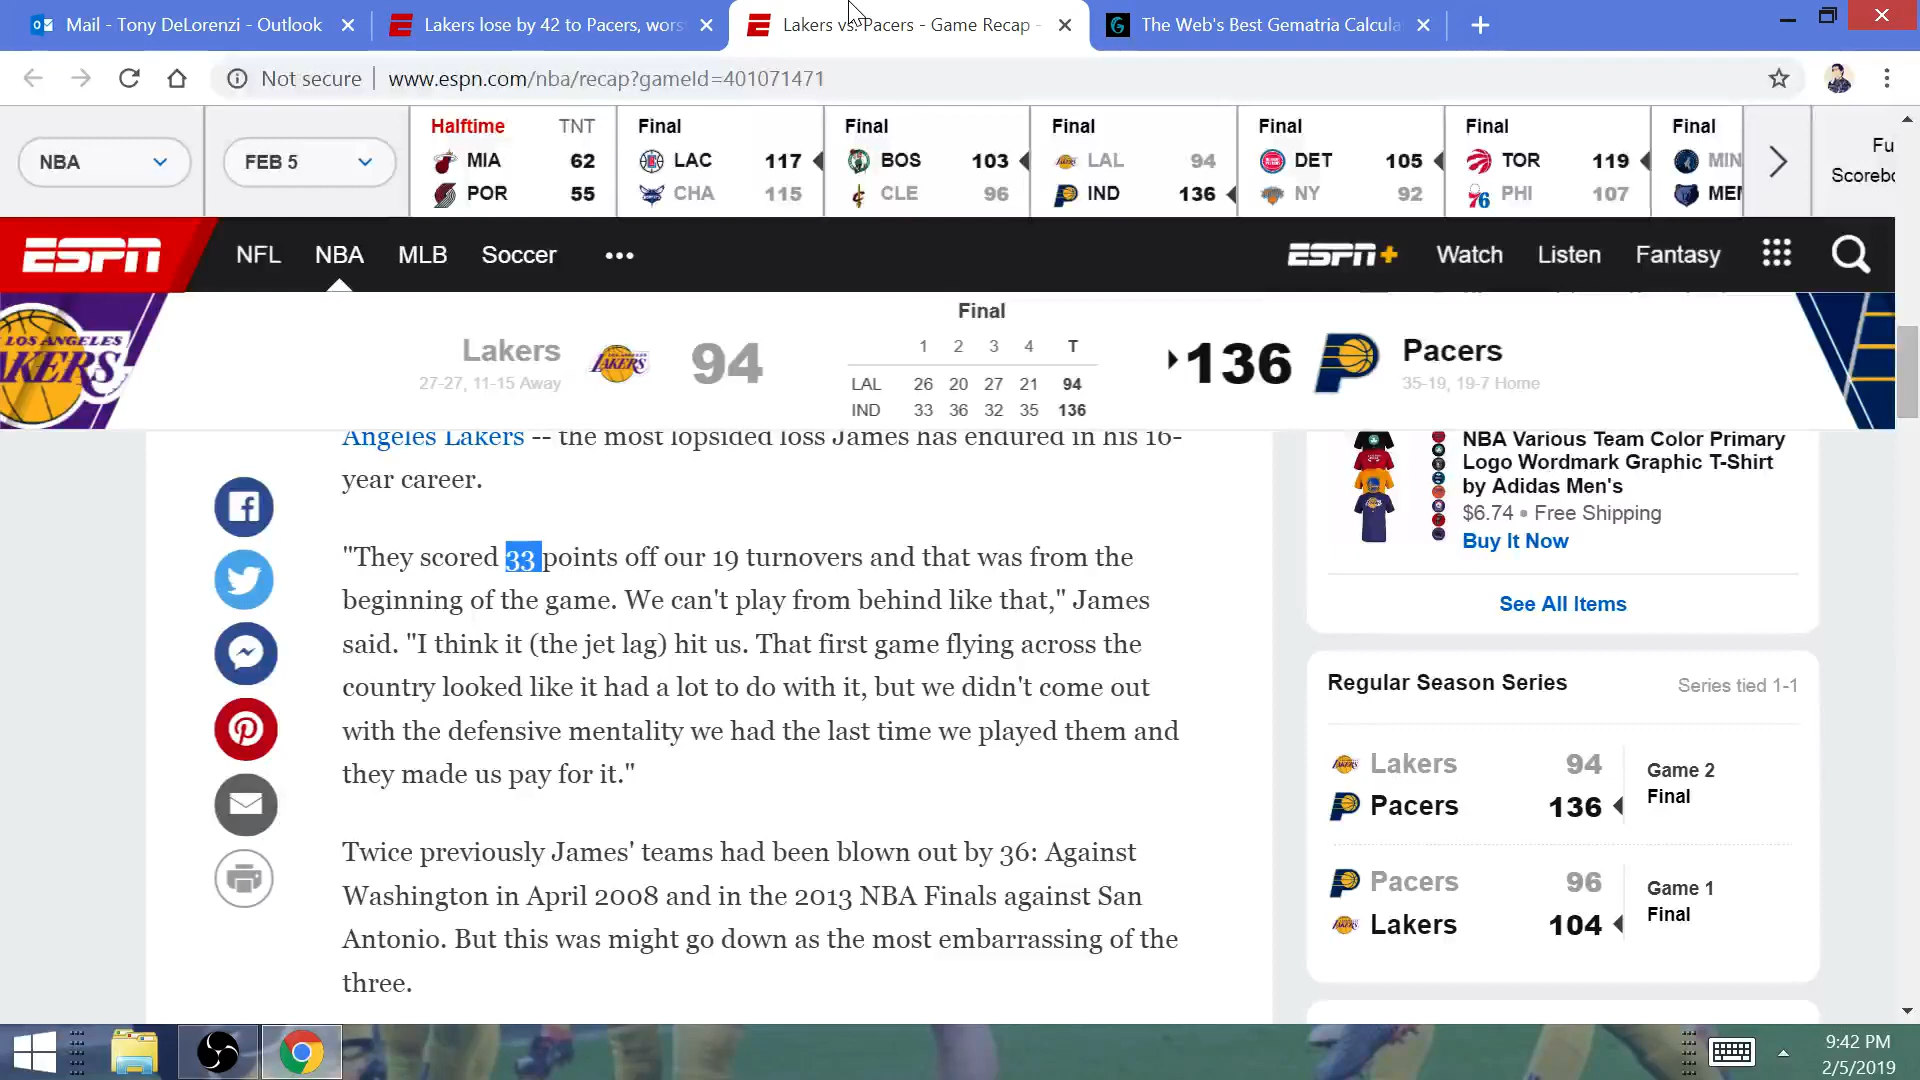 Mail - Tony DeLorenzi - Outlook
Lakers lose by 42 to Pacers, wors
Lakers vs. Pacers - Game Recap -
The Web's Best Gematria Calcula
Not secure | www.espn.com/nba/recap?gameId=401071471
NBA
FEB 5
Halftime TNT
MIA 62
POR 55
Final
LAC 117
CHA 115
Final
BOS 103
CLE 96
Final
LAL 94
IND 136
Final
DET 105
NY 92
Final
TOR 119
PHI 107
Final
MIN
MEM
Fu
Scorebo
ESPN
NFL NBA MLB Soccer
ESPN+ Watch Listen Fantasy
LOS ANGELES
LAKERS
Lakers
27-27, 11-15 Away
LAKERS
94
Final
1 2 3 4 T
LAL 26 20 27 21 94
IND 33 36 32 35 136
136
Pacers
35-19, 19-7 Home
Angeles Lakers -- the most lopsided loss James has endured in his 16-
year career.
"They scored 33 points off our 19 turnovers and that was from the
beginning of the game. We can't play from behind like that," James
said. "I think it (the jet lag) hit us. That first game flying across the
country looked like it had a lot to do with it, but we didn't come out
with the defensive mentality we had the last time we played them and
they made us pay for it."
Twice previously James' teams had been blown out by 36: Against
Washington in April 2008 and in the 2013 NBA Finals against San
Antonio. But this was might go down as the most embarrassing of the
three.
NBA Various Team Color Primary
Logo Wordmark Graphic T-Shirt
by Adidas Men's
$6.74 • Free Shipping
Buy It Now
See All Items
Regular Season Series
Series tied 1-1
Lakers 94
Pacers 136
Game 2
Final
Pacers 96
Lakers 104
Game 1
Final
9:42 PM
2/5/2019